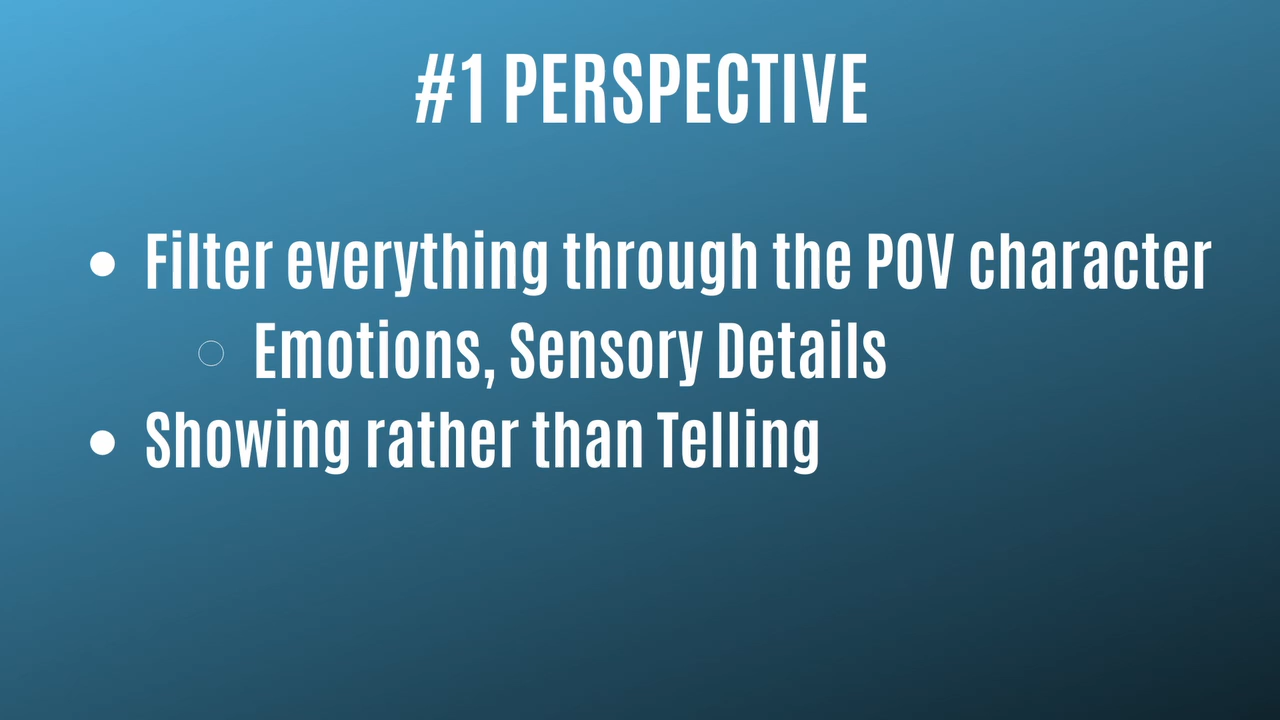 #1 PERSPECTIVE
Filter everything through the POV character
Emotions, Sensory Details
Showing rather than Telling